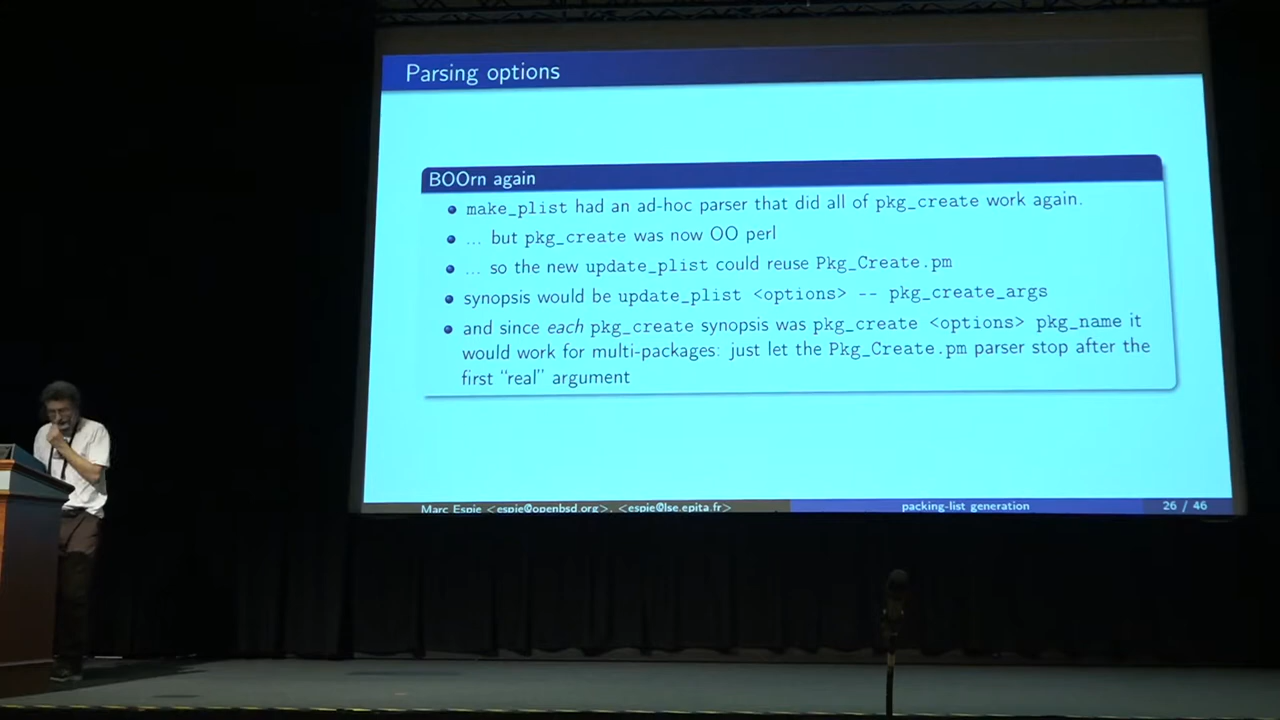 Parsing options
BOOrn again
make_plist had an ad-hoc parser that did all of pkg_create work again.
... but pkg_create was now OO perl
... so the new update_plist could reuse Pkg_Create.pm
synopsis would be update_plist <options> -- pkg_create_args
and since each pkg_create synopsis was pkg_create <options> pkg_name it
would work for multi-packages: just let the Pkg_Create.pm parser stop after the
first “real” argument
Marc Espie <espie@openbsd.org>, <espie@lse.epita.fr>
packing-list generation
26 / 46